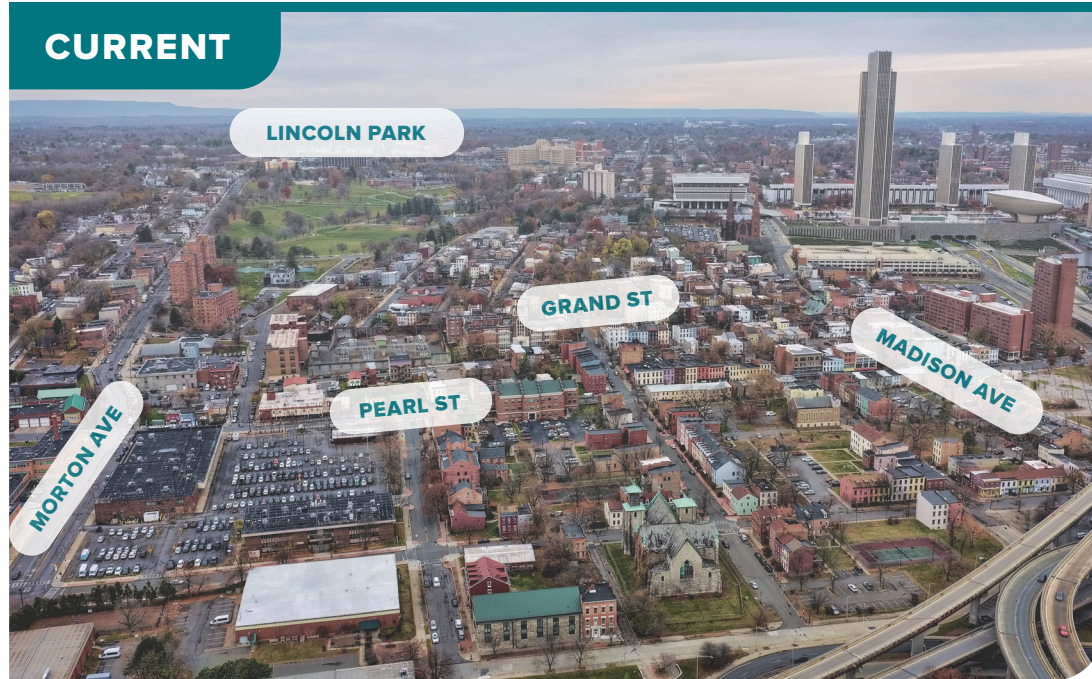 CURRENT
LINCOLN PARK
GRAND ST
MADISON AVE
PEARL ST
MORTON AVE